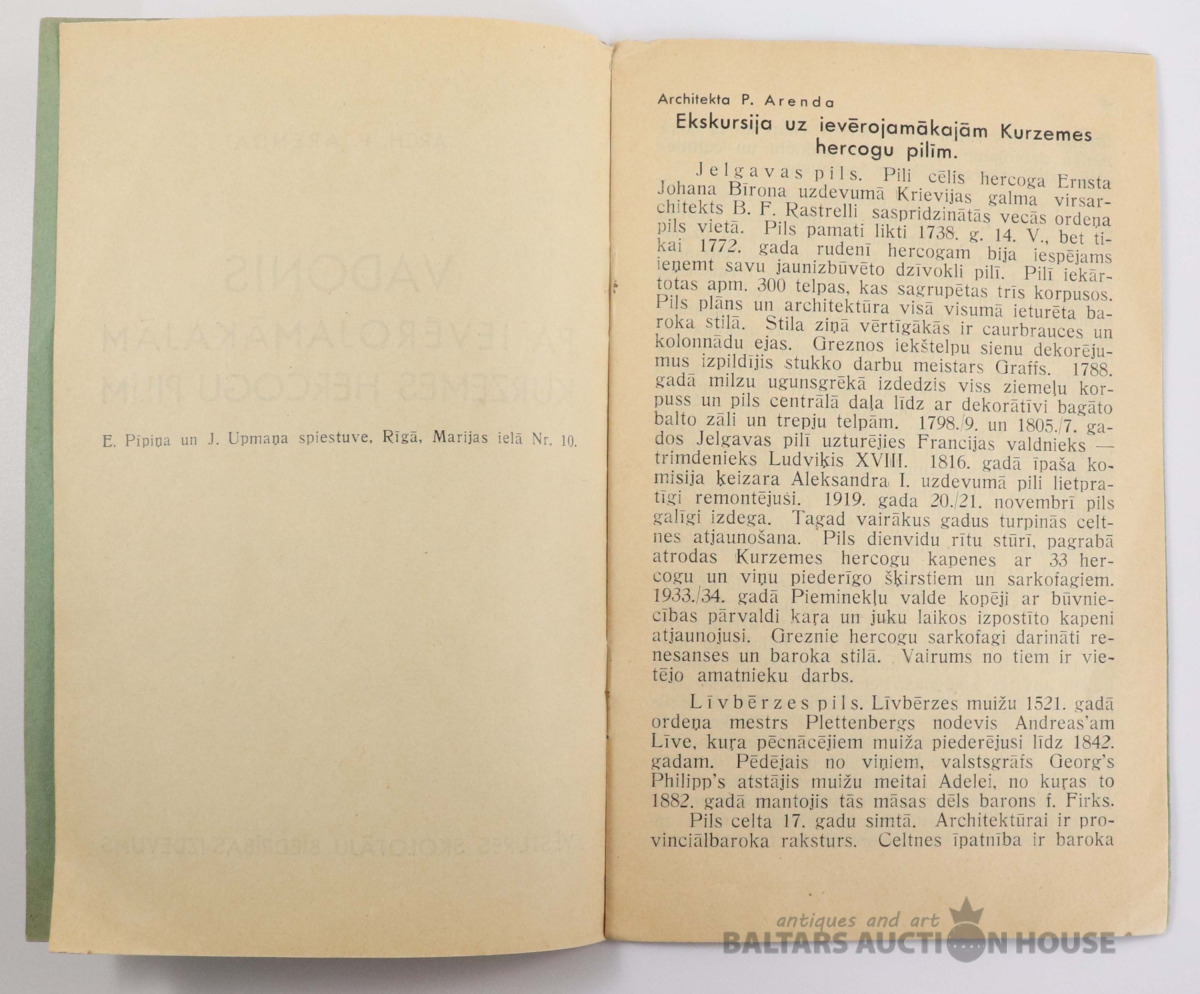 E. Pīpiņa un J. Upmaņa spiestuve, Rīgā, Marijas ielā Nr. 10.
Architekta P. Arenda
Ekskursija uz ievērojamākajām Kurzemes
hercogu pilīm.
Jelgavas pils. Pili cēlis hercoga Ernsta
Johana Bīrona uzdevumā Krievijas galma virsar-
chitekts B. F. Rastrelli saspridzinātās vecās ordeņa
pils vietā. Pils pamati likti 1738. g. 14. V., bet ti-
kai 1772. gada rudenī hercogam bija iespējams
ieņemt savu jaunizbūvēto dzīvokli pilī. Pilī iekār-
totas apm. 300 telpas, kas sagrupētas trīs korpusos.
Pils plāns un architektūra visā visumā ieturēta ba-
roka stilā. Stila ziņā vērtīgākās ir caurbrauces un
kolonnādu ejas. Greznos iekštelpu sienu dekorēju-
mus izpildījis stukko darbu meistars Graffs. 1788.
gadā milzu ugunsgrēkā izdedzis viss ziemeļu kor-
puss un pils centrālā daļa līdz ar dekorātīvi bagāto
balto zāli un trepju telpām. 1798./9. un 1805./7. ga-
dos Jelgavas pilī uzturējies Francijas valdnieks —
trimdenieks Ludviķis XVIII. 1816. gadā īpaša ko-
misija ķeizara Aleksandra I. uzdevumā pili lietpra-
tīgi remontējusi. 1919. gada 20./21. novembrī pils
galīgi izdega. Tagad vairākus gadus turpinās celt-
nes atjaunošana. Pils dienvidu rītu stūrī, pagrabā
atrodas Kurzemes hercogu kapenes ar 33 her-
cogu un viņu piederīgo šķirstiem un sarkofagiem.
1933./34. gadā Pieminekļu valde kopēji ar būvnie-
cības pārvaldi kaŗa un juku laikos izpostīto kapeni
atjaunojusi. Greznie hercogu sarkofagi darināti re-
nesanses un baroka stilā. Vairums no tiem ir vie-
tējo amatnieku darbs.
Līvbērzes pils. Līvbērzes muižu 1521. gadā
ordeņa mestrs Plettenbergs nodevis Andreas'am
Līve, kuŗa pēcnācējiem muiža piederējusi līdz 1842.
gadam. Pēdējais no viņiem, valstsgrāfs Georg's
Philipp's atstājis muižu meitai Adelei, no kuŗas to
1882. gadā mantojis tās māsas dēls barons f. Firks.
Pils celta 17. gadu simtā. Architektūrai ir pro-
vinciālbaroka raksturs. Celtnes īpatnība ir baroka
antiques and art
BALTARS AUCTION HOUSE